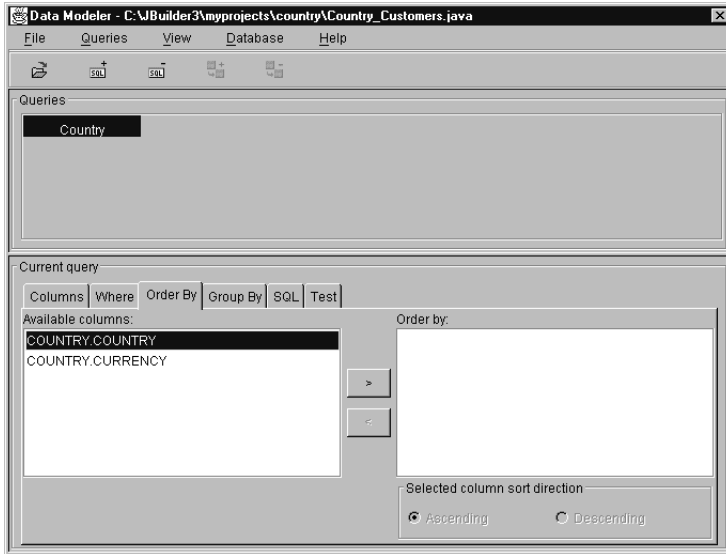 Data Modeler - C:\JBuilder3\myprojects\country\Country_Customers.java
File Queries View Database Help
SQL SQL
Queries
Country
Current query
Columns Where Order By Group By SQL Test
Available columns: Order by:
COUNTRY.COUNTRY
COUNTRY.CURRENCY
>
<
Selected column sort direction
Ascending Descending